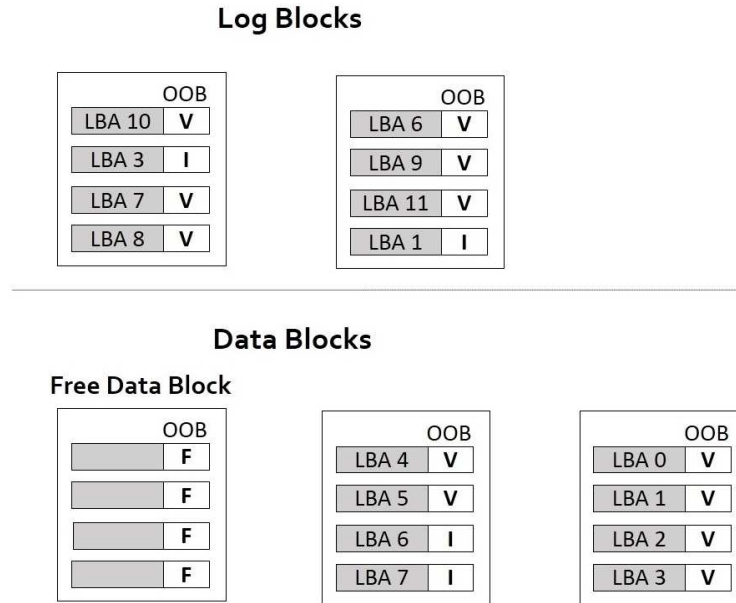 Log Blocks
OOB OOB
LBA 10 V LBA 6 V
LBA 3 I LBA 9 V
LBA 7 V LBA 11 V
LBA 8 V LBA 1 I
Data Blocks
Free Data Block
OOB OOB OOB
F LBA 4 V LBA 0 V
F LBA 5 V LBA 1 V
F LBA 6 I LBA 2 V
F LBA 7 I LBA 3 V